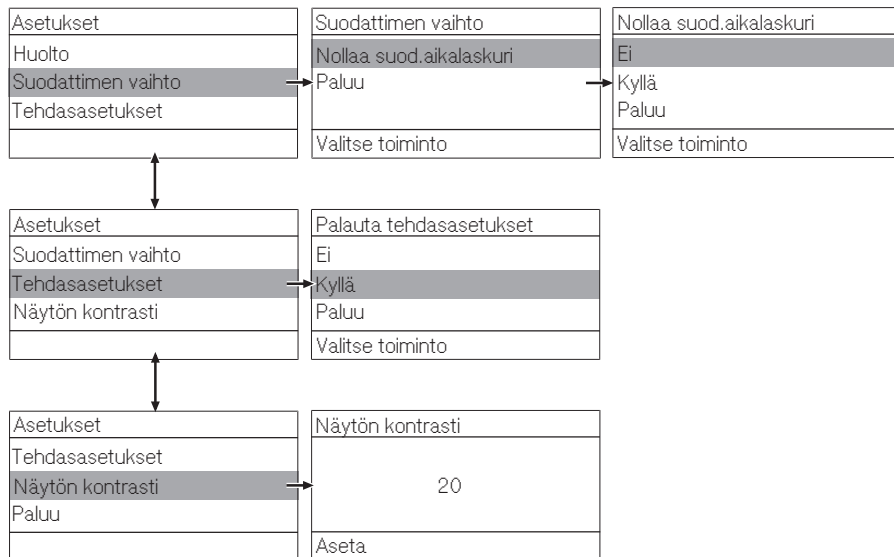 Asetukset
Huolto
Suodattimen vaihto
Tehdasasetukset
Suodattimen vaihto
Nollaa suod.aikalaskuri
Paluu
Valitse toiminto
Nollaa suod.aikalaskuri
Ei
Kyllä
Paluu
Valitse toiminto
Asetukset
Suodattimen vaihto
Tehdasasetukset
Näytön kontrasti
Palauta tehdasasetukset
Ei
Kyllä
Paluu
Valitse toiminto
Asetukset
Tehdasasetukset
Näytön kontrasti
Paluu
Näytön kontrasti
20
Aseta